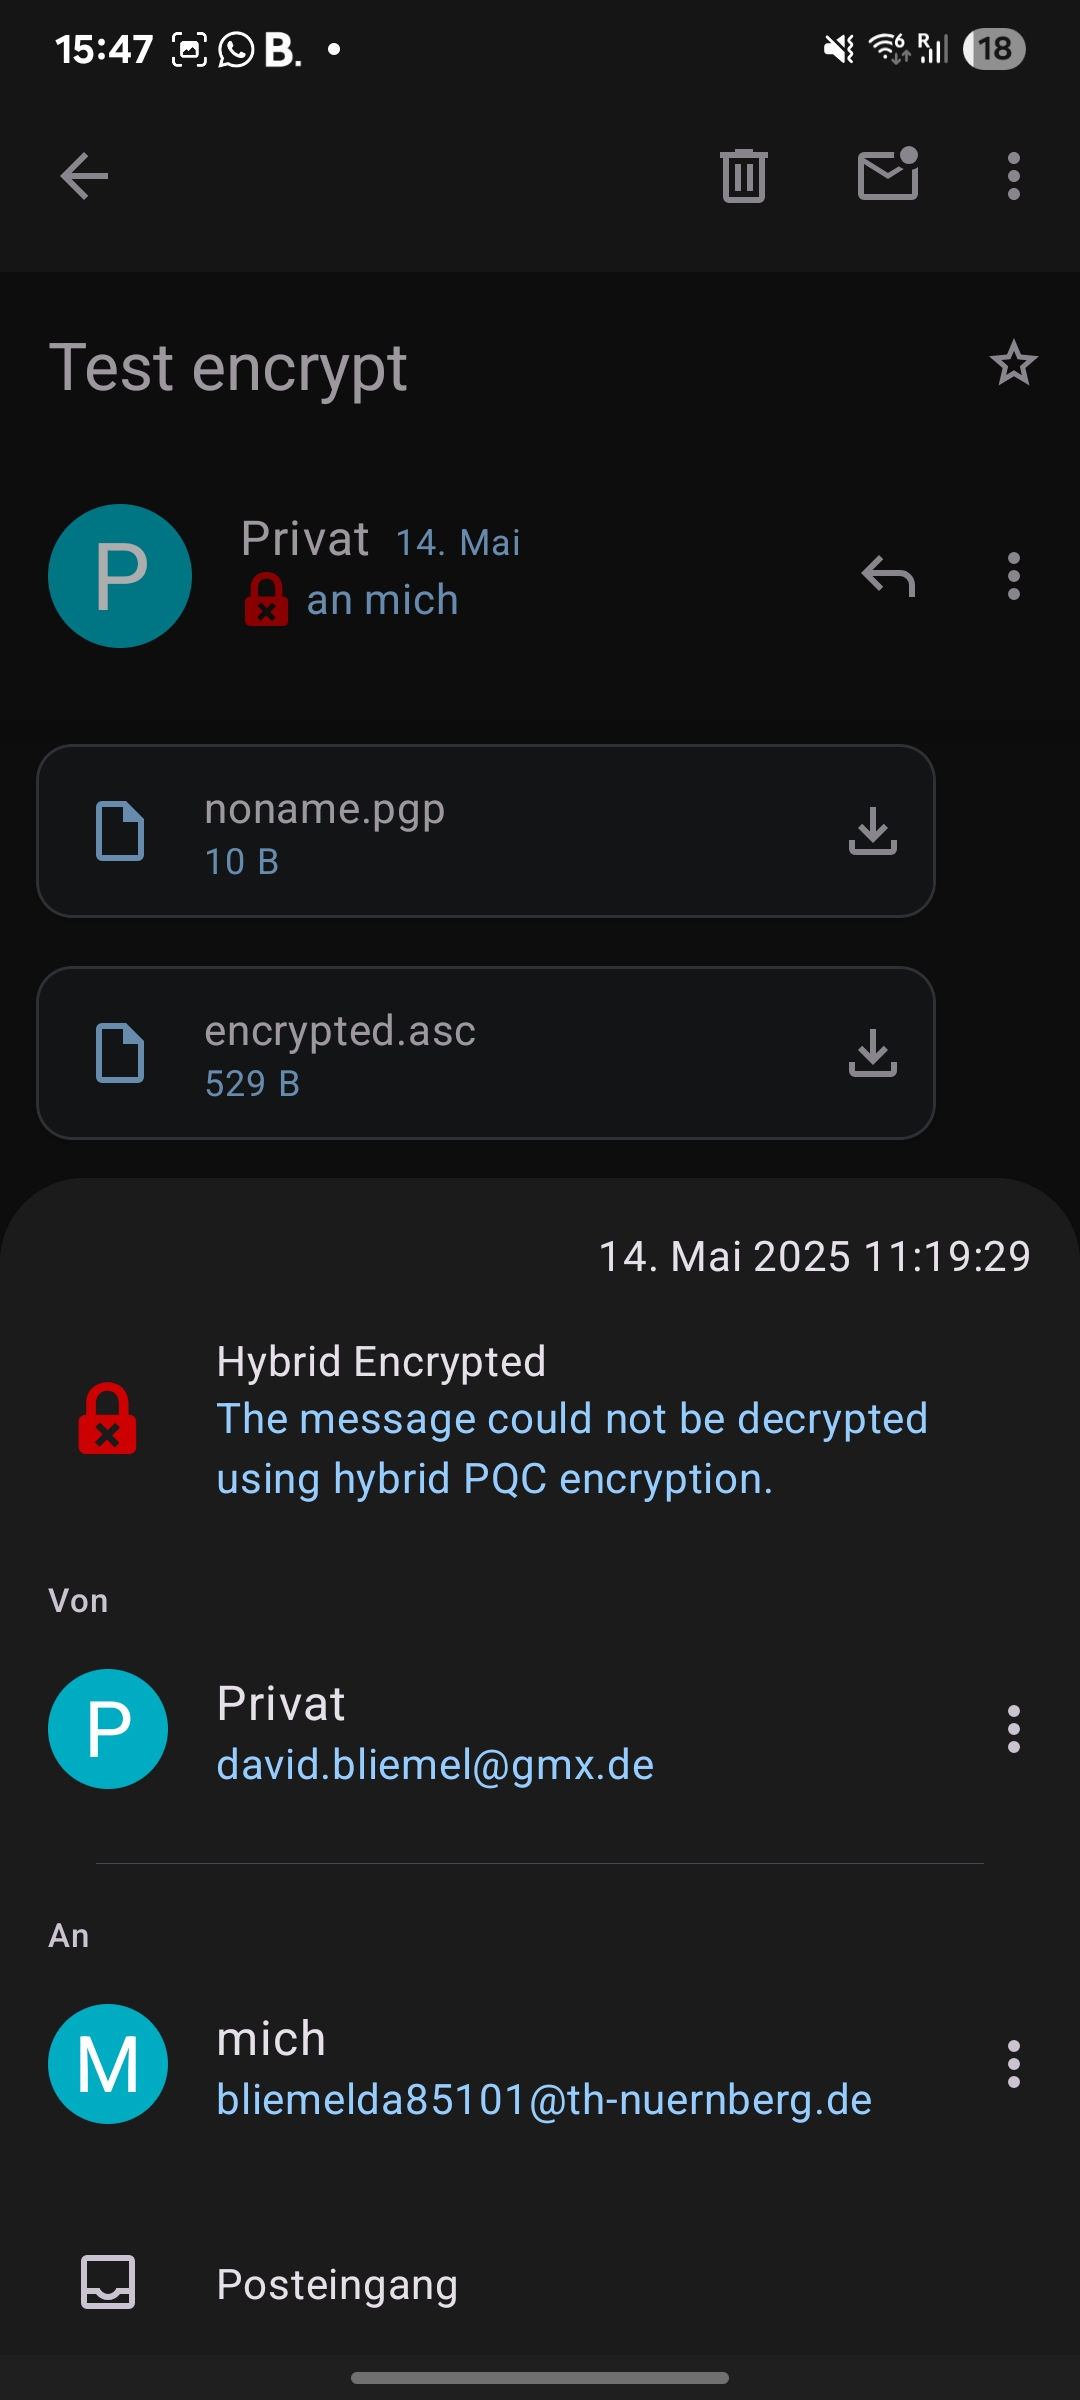 15:47 B.
18
Test encrypt
P
Privat 14. Mai
an mich
noname.pgp
10 B
encrypted.asc
529 B
14. Mai 2025 11:19:29
Hybrid Encrypted
The message could not be decrypted
using hybrid PQC encryption.
Von
P
Privat
david.bliemel@gmx.de
An
M
mich
bliemelda85101@th-nuernberg.de
Posteingang